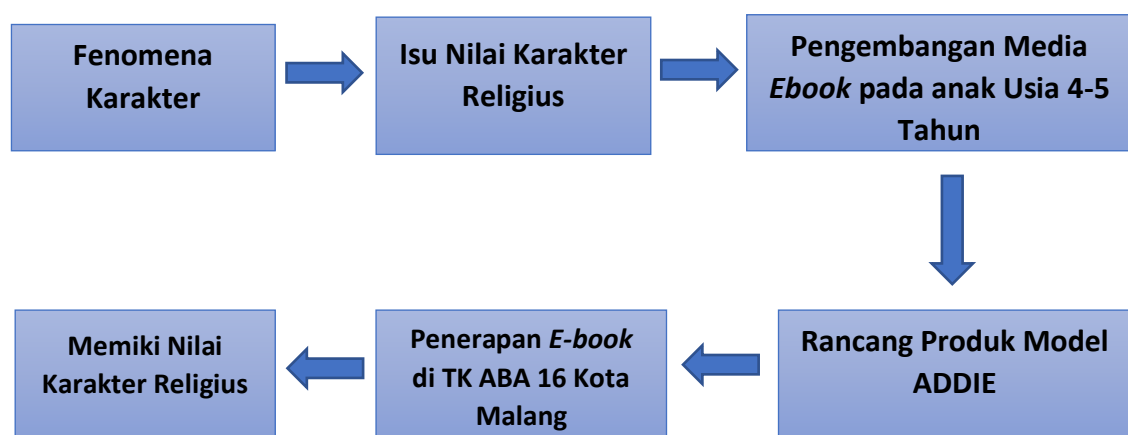 Fenomena
Karakter
Isu Nilai Karakter
Religius
Pengembangan Media
Ebook pada anak Usia 4-5
Tahun
Rancang Produk Model
ADDIE
Penerapan E-book
di TK ABA 16 Kota
Malang
Memiki Nilai
Karakter Religius